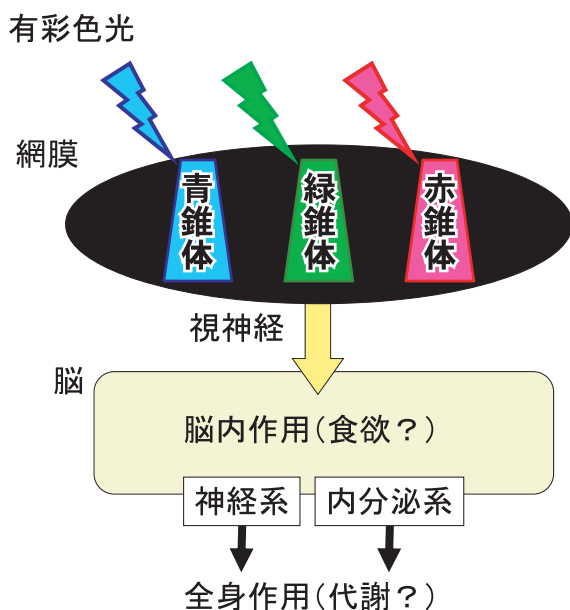 有彩色光
網膜
青錐体
緑錐体
赤錐体
視神経
脳
脳内作用(食欲?)
神経系
内分泌系
全身作用(代謝?)